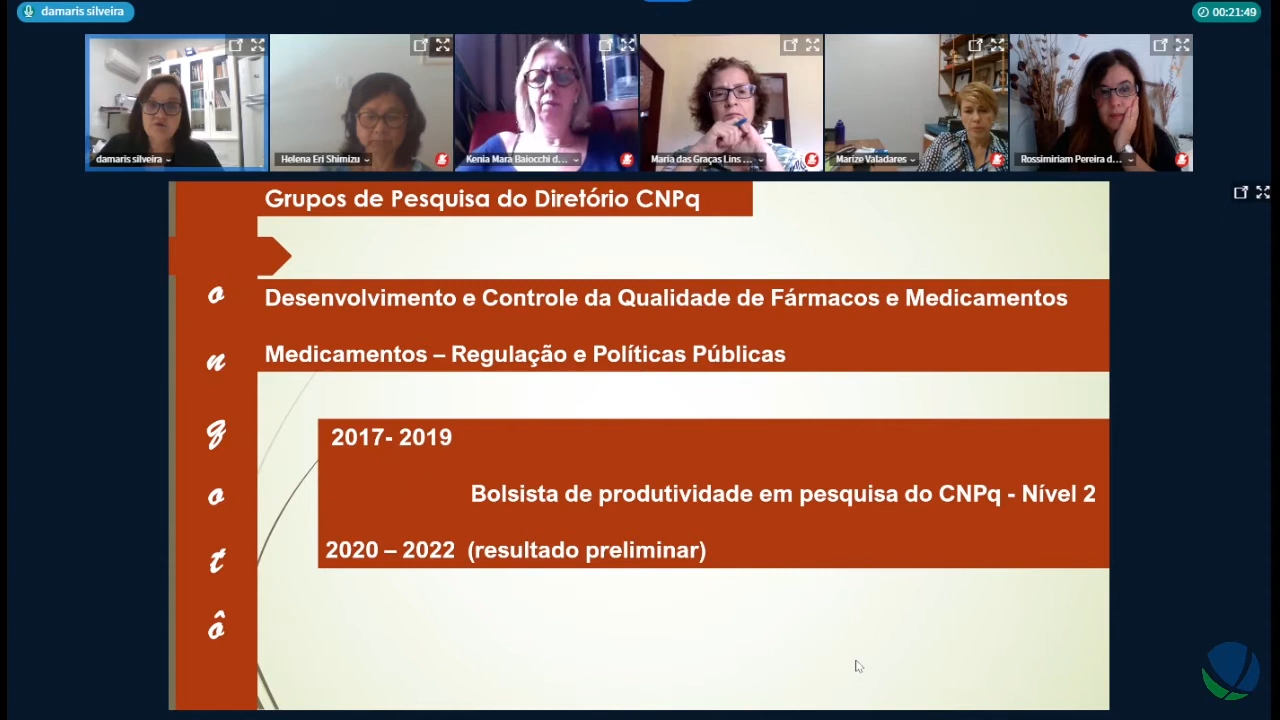 damaris silveira
00:21:49
damaris silveira
Helena Eri Shimizu
Kenia Mara Baiocchi d...
Maria das Graças Lins ...
Marize Valadares
Rossimiriam Pereira d...
Grupos de Pesquisa do Diretório CNPq
Desenvolvimento e Controle da Qualidade de Fármacos e Medicamentos
Medicamentos – Regulação e Políticas Públicas
2017- 2019
Bolsista de produtividade em pesquisa do CNPq - Nível 2
2020 – 2022 (resultado preliminar)
o
n
q
o
t
ô